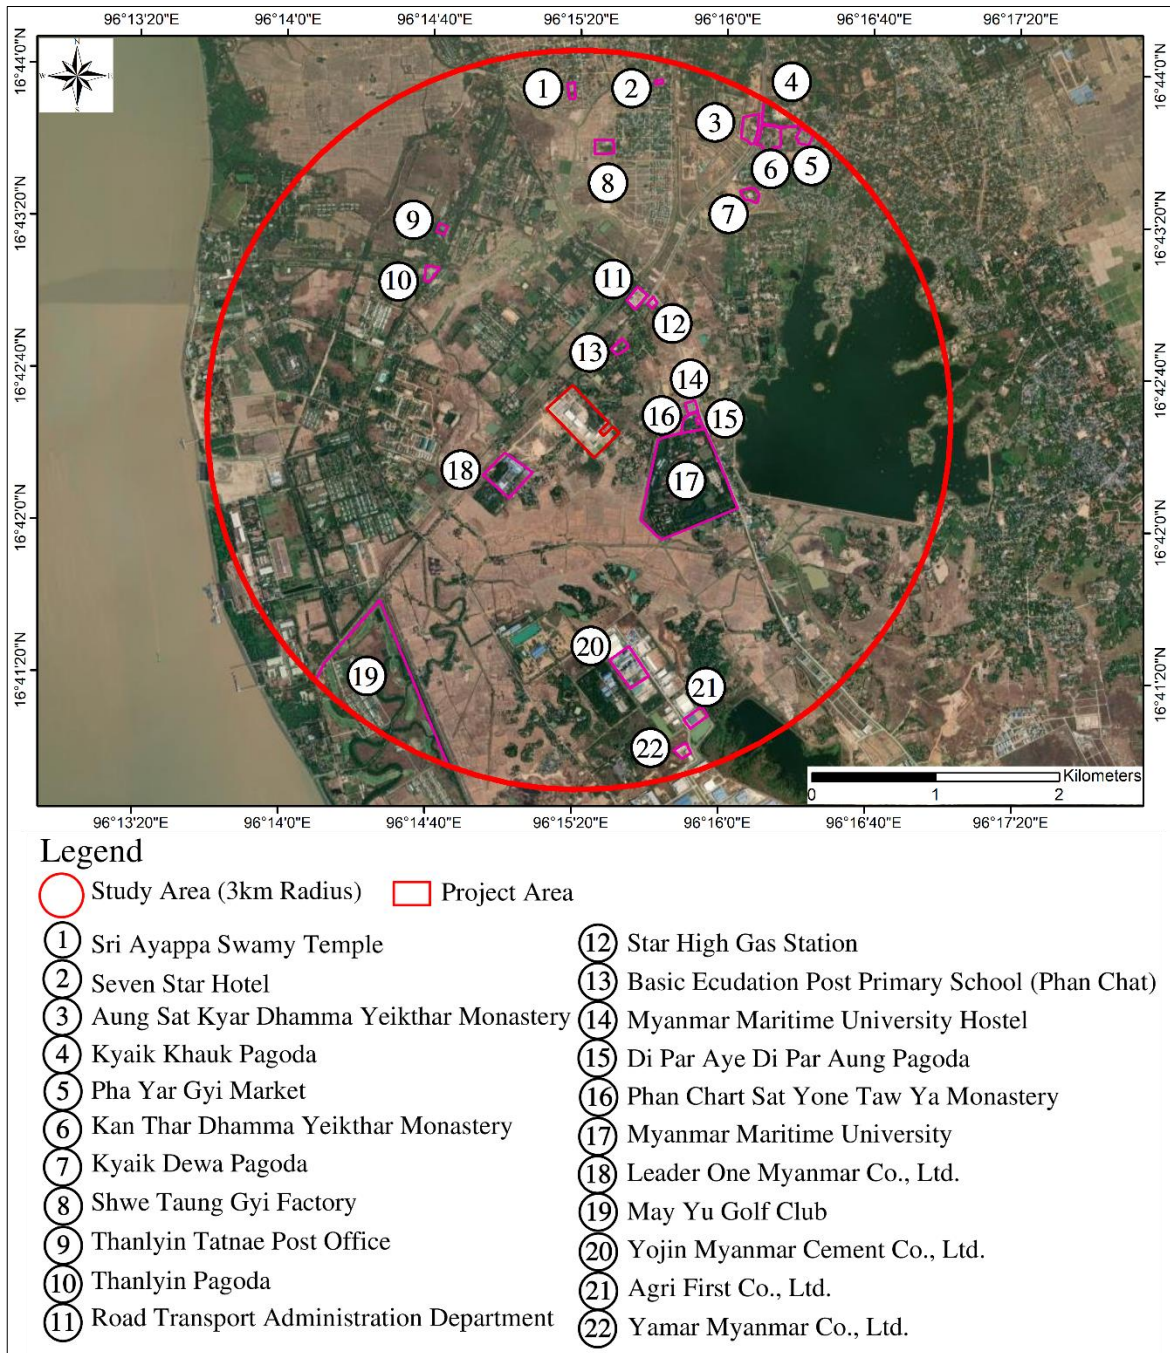 96°13'20"E 96°14'0"E 96°14'40"E 96°15'20"E 96°16'0"E 96°16'40"E 96°17'20"E
16°44'0"N 16°44'0"N
16°43'20"N 16°43'20"N
16°42'40"N 16°42'40"N
16°42'0"N 16°42'0"N
16°41'20"N 16°41'20"N
N
W E
S
1 2 4
3
8 6 5
9 7
10 11
12
13
14
16 15
18 17
20
19 21
22
Kilometers
0 1 2
96°13'20"E 96°14'0"E 96°14'40"E 96°15'20"E 96°16'0"E 96°16'40"E 96°17'20"E
Legend
Study Area (3km Radius) Project Area
1 Sri Ayappa Swamy Temple
2 Seven Star Hotel
3 Aung Sat Kyar Dhamma Yeikthar Monastery
4 Kyaik Khauk Pagoda
5 Pha Yar Gyi Market
6 Kan Thar Dhamma Yeikthar Monastery
7 Kyaik Dewa Pagoda
8 Shwe Taung Gyi Factory
9 Thanlyin Tatnae Post Office
10 Thanlyin Pagoda
11 Road Transport Administration Department
12 Star High Gas Station
13 Basic Ecudation Post Primary School (Phan Chat)
14 Myanmar Maritime University Hostel
15 Di Par Aye Di Par Aung Pagoda
16 Phan Chart Sat Yone Taw Ya Monastery
17 Myanmar Maritime University
18 Leader One Myanmar Co., Ltd.
19 May Yu Golf Club
20 Yojin Myanmar Cement Co., Ltd.
21 Agri First Co., Ltd.
22 Yamar Myanmar Co., Ltd.